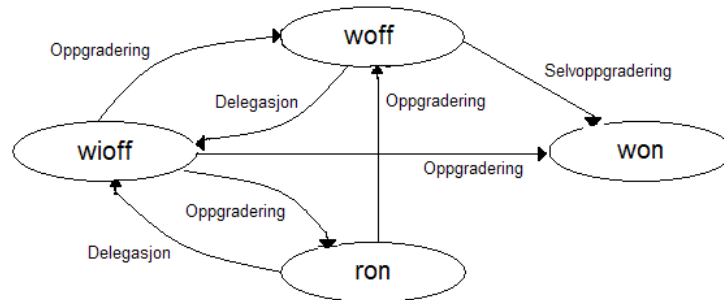 woff
Oppgradering
Selvoppgradering
Delegasjon
Oppgradering
wioff
won
Oppgradering
Oppgradering
Delegasjon
ron